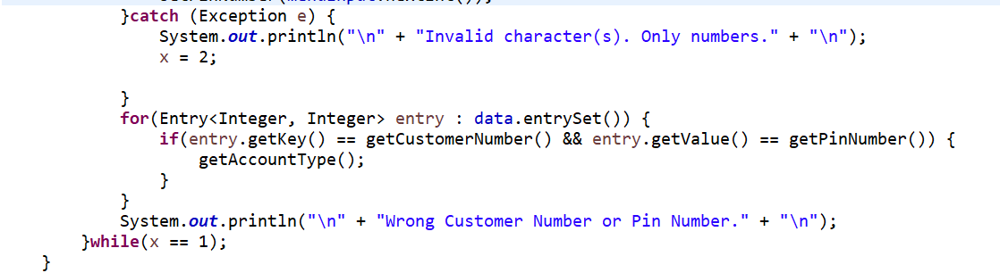 }catch (Exception e) {
System.out.println("\n" + "Invalid character(s). Only numbers." + "\n");
x = 2;
}
for(Entry<Integer, Integer> entry : data.entrySet()) {
if(entry.getKey() == getCustomerNumber() && entry.getValue() == getPinNumber()) {
getAccountType();
}
}
System.out.println("\n" + "Wrong Customer Number or Pin Number." + "\n");
}while(x == 1);
}